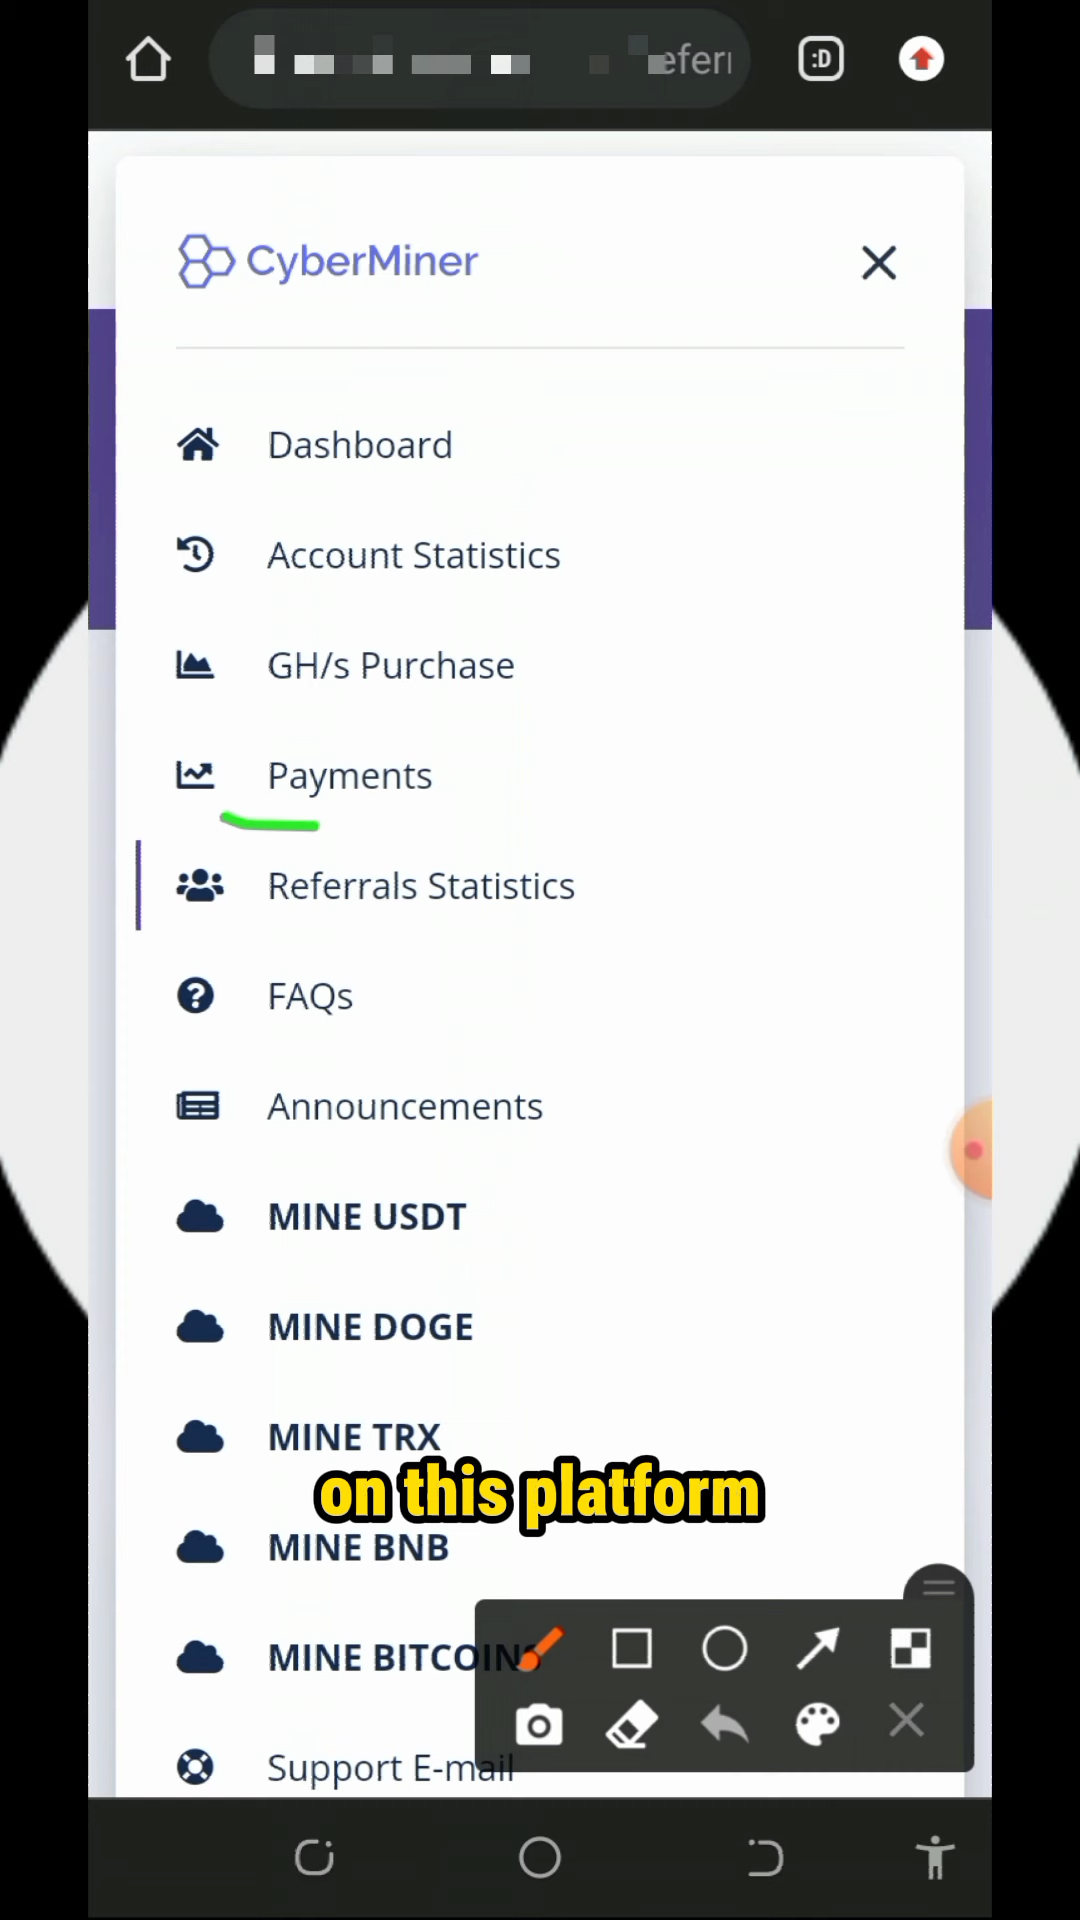 :D
CyberMiner
Dashboard
Account Statistics
GH/s Purchase
Payments
Referrals Statistics
FAQs
Announcements
MINE USDT
MINE DOGE
MINE TRX
on this platform
MINE BNB
MINE BITCOINS
Support E-mail